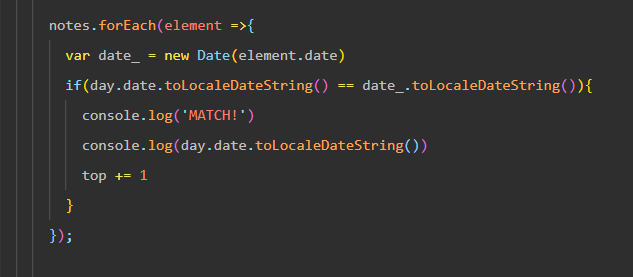 notes.forEach(element =>{
var date_ = new Date(element.date)
if(day.date.toLocaleDateString() == date_.toLocaleDateString()){
console.log('MATCH!')
console.log(day.date.toLocaleDateString())
top += 1
}
});